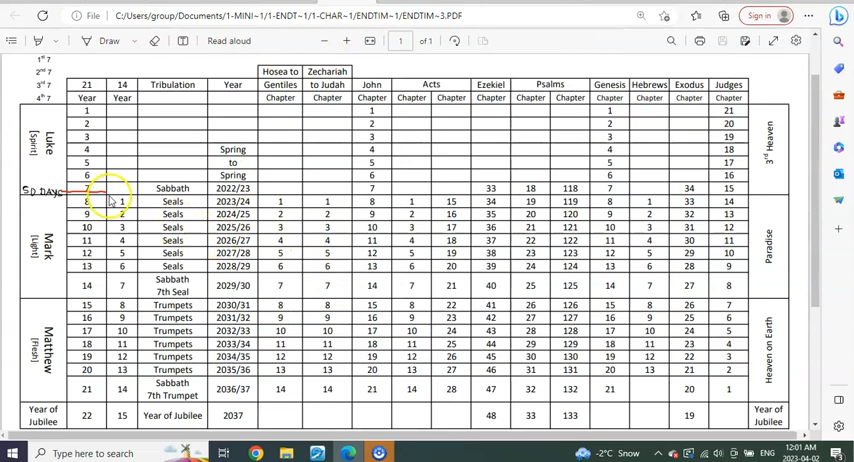 File | C:/Users/group/Documents/1-MINI~1/1-ENDT~1/1-CHAR~1/ENDTIM~1/ENDTIM~3.PDF
Sign in
Draw
Read aloud
1 of 1
1st 7
2nd 7
3rd 7
4th 7
Hosea to Zechariah
21 14 Tribulation Year Gentiles to Judah John Acts Ezekiel Psalms Genesis Hebrews Exodus Judges
Year Year Chapter Chapter Chapter Chapter Chapter Chapter Chapter Chapter Chapter Chapter Chapter Chapter
Luke
[Spirit]
1 1 1 21
2 2 2 20
3 3 3 19
4 Spring 4 4 18
5 to 5 5 17
6 Spring 6 6 16
7 Sabbath 2022/23 7 33 18 118 7 34 15
3rd Heaven
50 DAYS
Mark
[Light]
8 1 Seals 2023/24 1 1 8 1 15 34 19 119 8 1 33 14
9 2 Seals 2024/25 2 2 9 2 16 35 20 120 9 2 32 13
10 3 Seals 2025/26 3 3 10 3 17 36 21 121 10 3 31 12
11 4 Seals 2026/27 4 4 11 4 18 37 22 122 11 4 30 11
12 5 Seals 2027/28 5 5 12 5 19 38 23 123 12 5 29 10
13 6 Seals 2028/29 6 6 13 6 20 39 24 124 13 6 28 9
14 7 Sabbath 2029/30 7 7 14 7 21 40 25 125 14 7 27 8
7th Seal
Paradise
Matthew
[Flesh]
15 8 Trumpets 2030/31 8 8 15 8 22 41 26 126 15 8 26 7
16 9 Trumpets 2031/32 9 9 16 9 23 42 27 127 16 9 25 6
17 10 Trumpets 2032/33 10 10 17 10 24 43 28 128 17 10 24 5
18 11 Trumpets 2033/34 11 11 18 11 25 44 29 129 18 11 23 4
19 12 Trumpets 2034/35 12 12 19 12 26 45 30 130 19 12 22 3
20 13 Trumpets 2035/36 13 13 20 13 27 46 31 131 20 13 21 2
21 14 Sabbath 2036/37 14 14 21 14 28 47 32 132 21 20 1
7th Trumpet
Heaven on Earth
Year of Jubilee 22 15 Year of Jubilee 2037 48 33 133 19 Year of Jubilee
Type here to search
-2°C Snow
ENG
12:01 AM
2023-04-02